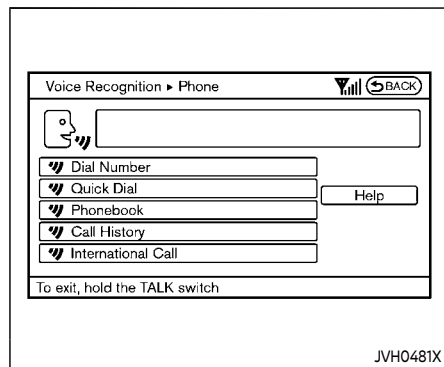 Voice Recognition ▸ Phone
BACK
Dial Number
Quick Dial
Help
Phonebook
Call History
International Call
To exit, hold the TALK switch
JVH0481X